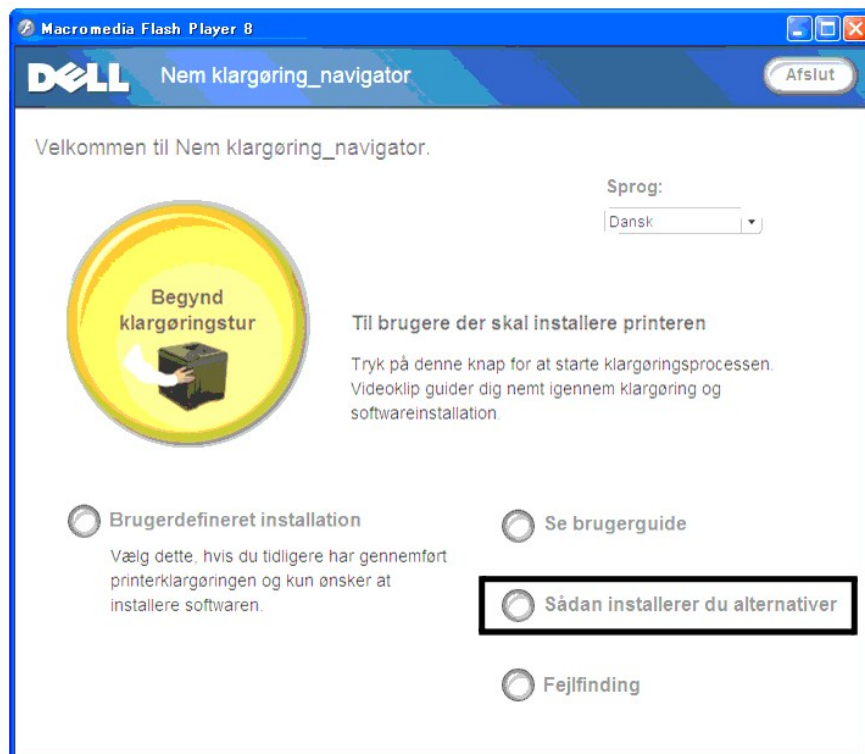 Macromedia Flash Player 8
DELL Nem klargøring_navigator Afslut
Velkommen til Nem klargøring_navigator.
Sprog:
Dansk
Begynd
klargøringstur
Til brugere der skal installere printeren
Tryk på denne knap for at starte klargøringsprocessen.
Videoklip guider dig nemt igennem klargøring og
softwareinstallation.
Brugerdefineret installation
Vælg dette, hvis du tidligere har gennemført
printerklargøringen og kun ønsker at
installere softwaren.
Se brugerguide
Sådan installerer du alternativer
Fejlfinding